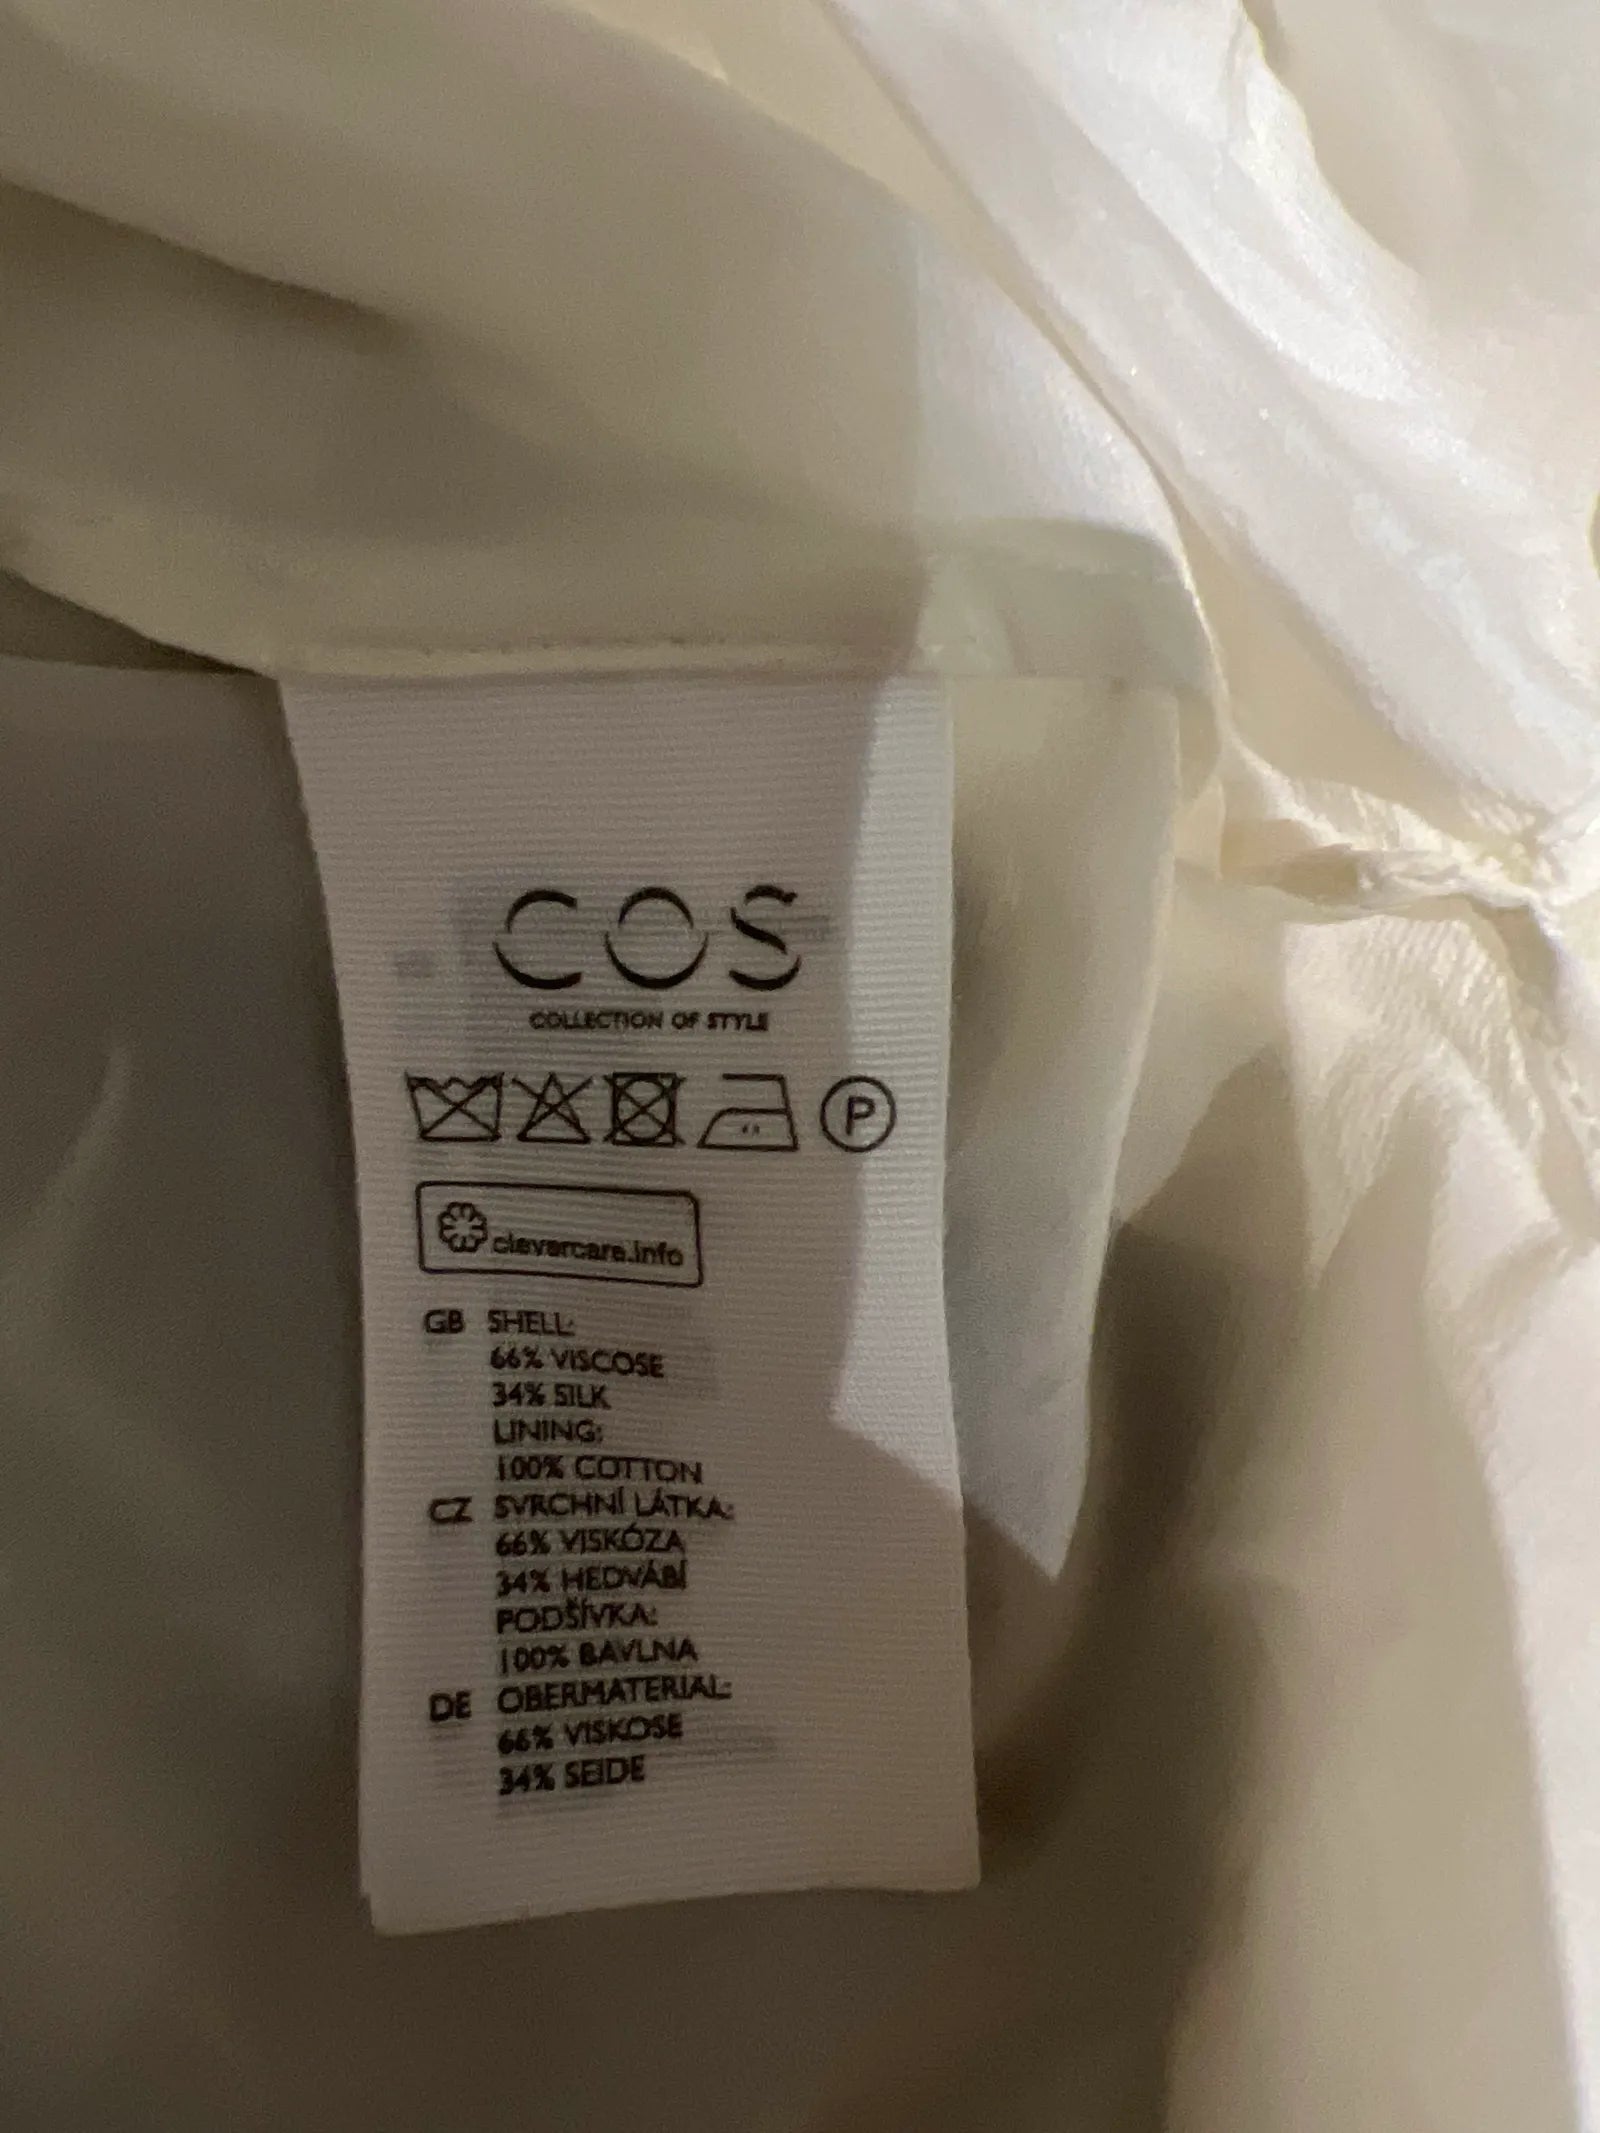 COS
COLLECTION OF STYLE
P
clevercare.info
GB SHELL:
66% VISCOSE
34% SILK
LINING:
100% COTTON
CZ SVRCHNÍ LÁTKA:
66% VISKÓZA
34% HEDVÁBÍ
PODŠÍVKA:
100% BAVLNA
DE OBERMATERIAL:
66% VISKOSE
34% SEIDE